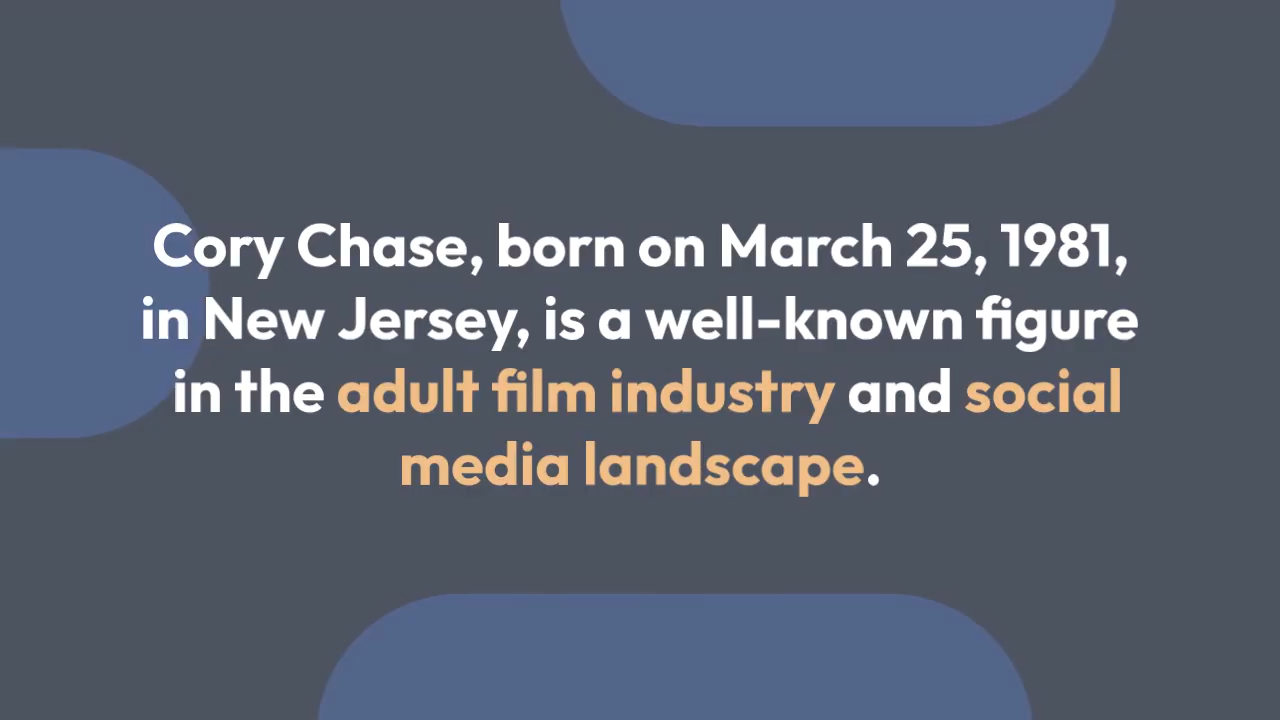 Cory Chase, born on March 25, 1981,
in New Jersey, is a well-known figure
in the adult film industry and social
media landscape.